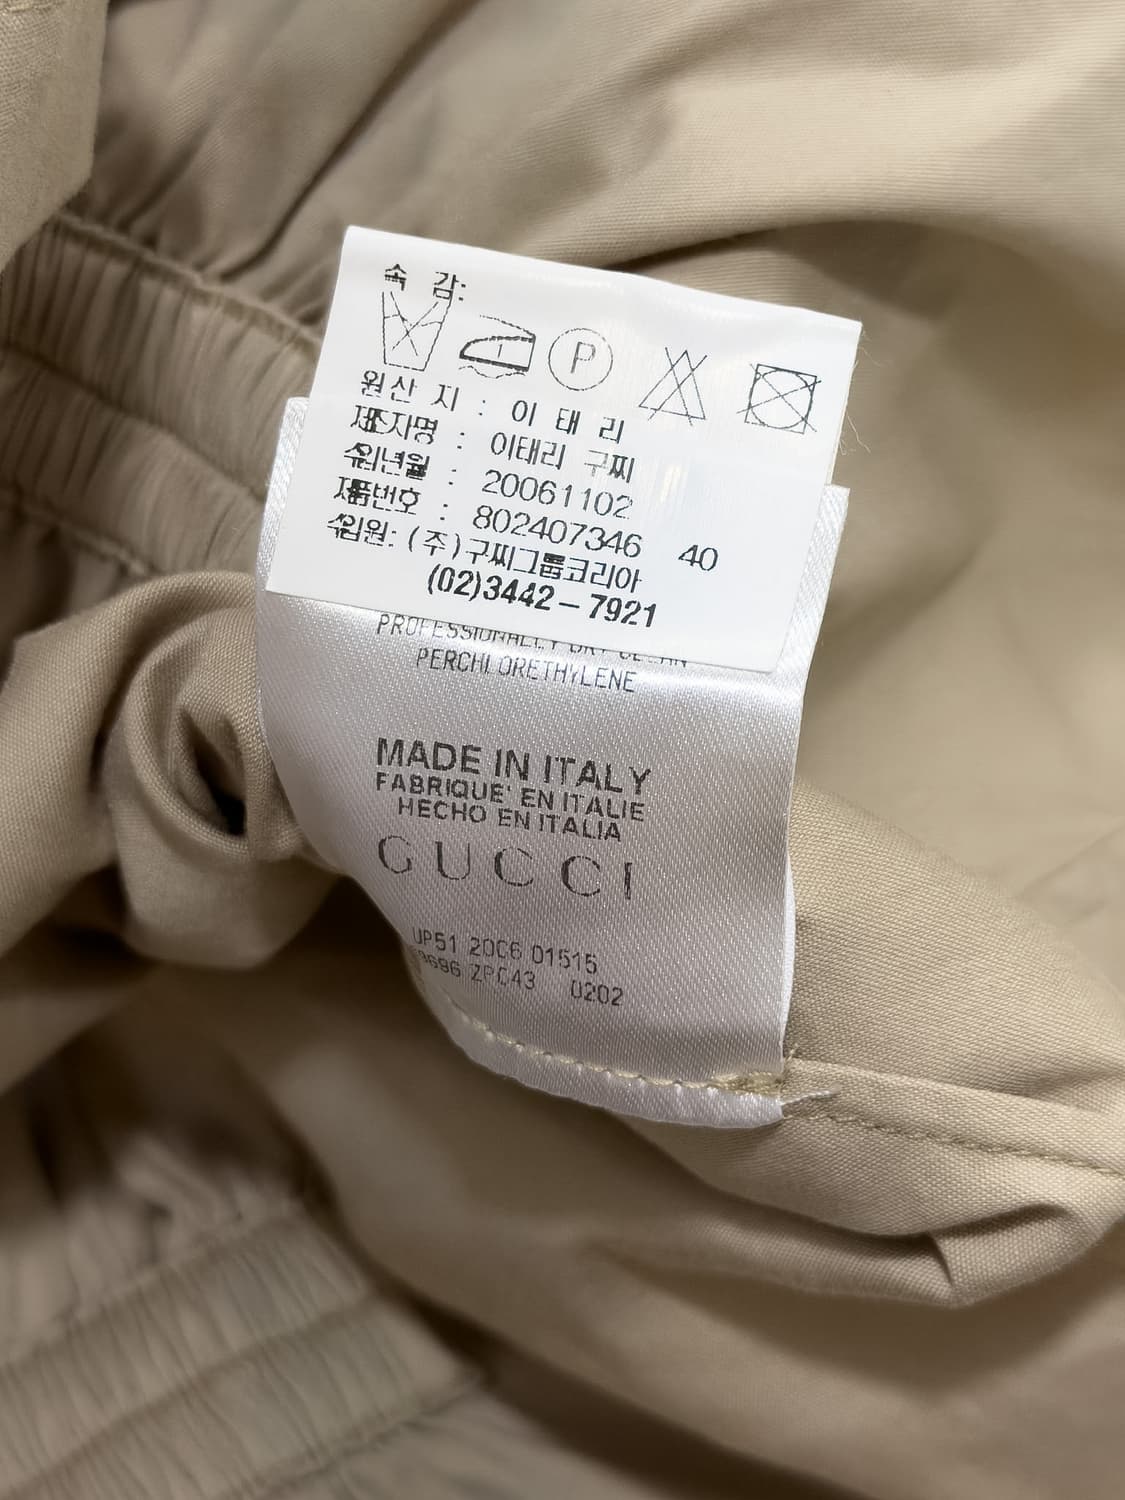 속 감:
P
원 산 지 : 이 태 리
제조자명 : 이태리 구찌
수입년월 : 20061102
제품번호 : 802407346 40
수입원: (주)구찌그룹코리아
(02)3442-7921
PROFESSIONALLY DRY CLEAN
PERCHLORETHYLENE
MADE IN ITALY
FABRIQUE' EN ITALIE
HECHO EN ITALIA
GUCCI
UP51 2006 01515
ZPC43 0202